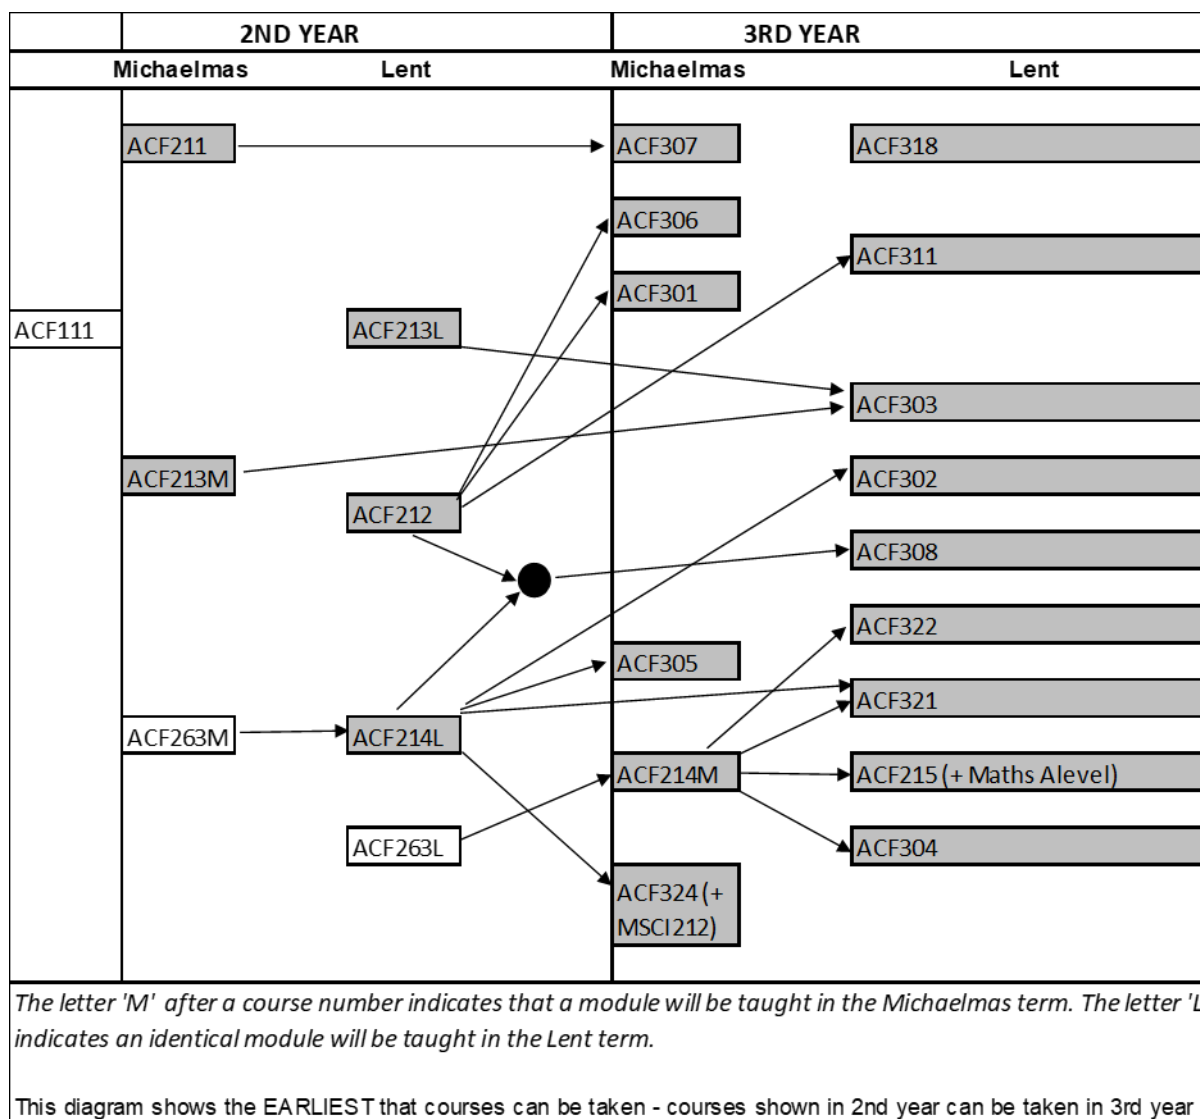 2ND YEAR 3RD YEAR
Michaelmas Lent Michaelmas Lent
ACF211 ACF307 ACF318
ACF306
ACF311
ACF301
ACF111 ACF213L
ACF303
ACF213M ACF302
ACF212
ACF308
ACF322
ACF305
ACF321
ACF263M ACF214L
ACF214M ACF215 (+ Maths Alevel)
ACF263L ACF304
ACF324 (+
MSCI212)
The letter 'M' after a course number indicates that a module will be taught in the Michaelmas term. The letter 'L
indicates an identical module will be taught in the Lent term.
This diagram shows the EARLIEST that courses can be taken - courses shown in 2nd year can be taken in 3rd year